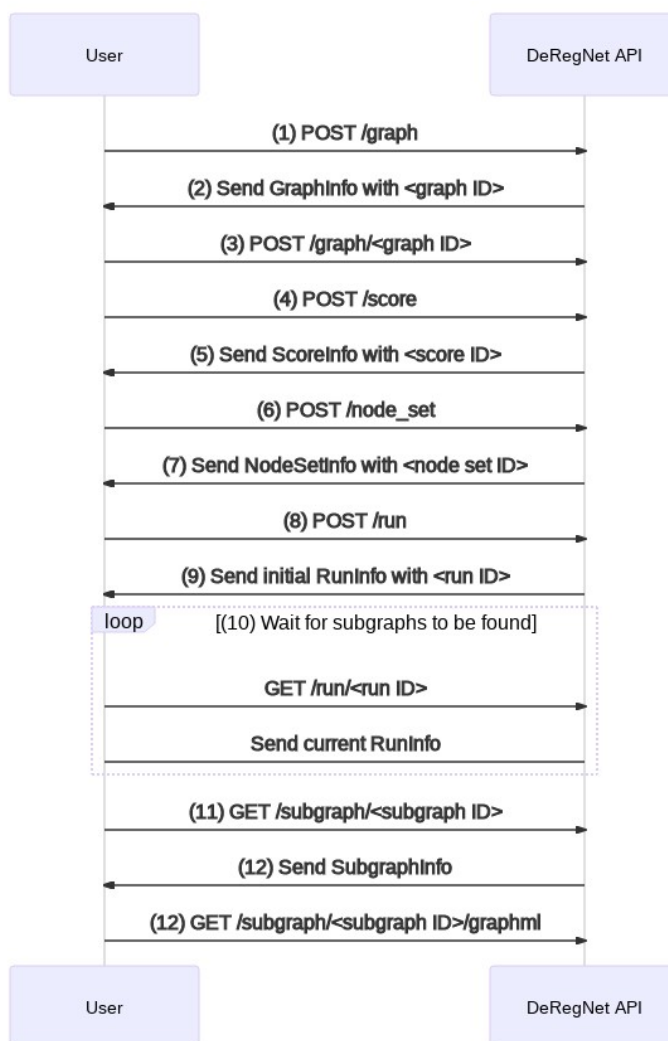 User
DeRegNet API
(1) POST /graph
(2) Send GraphInfo with <graph ID>
(3) POST /graph/<graph ID>
(4) POST /score
(5) Send ScoreInfo with <score ID>
(6) POST /node_set
(7) Send NodeSetInfo with <node set ID>
(8) POST /run
(9) Send initial RunInfo with <run ID>
loop
[(10) Wait for subgraphs to be found]
GET /run/<run ID>
Send current RunInfo
(11) GET /subgraph/<subgraph ID>
(12) Send SubgraphInfo
(12) GET /subgraph/<subgraph ID>/graphml
User
DeRegNet API